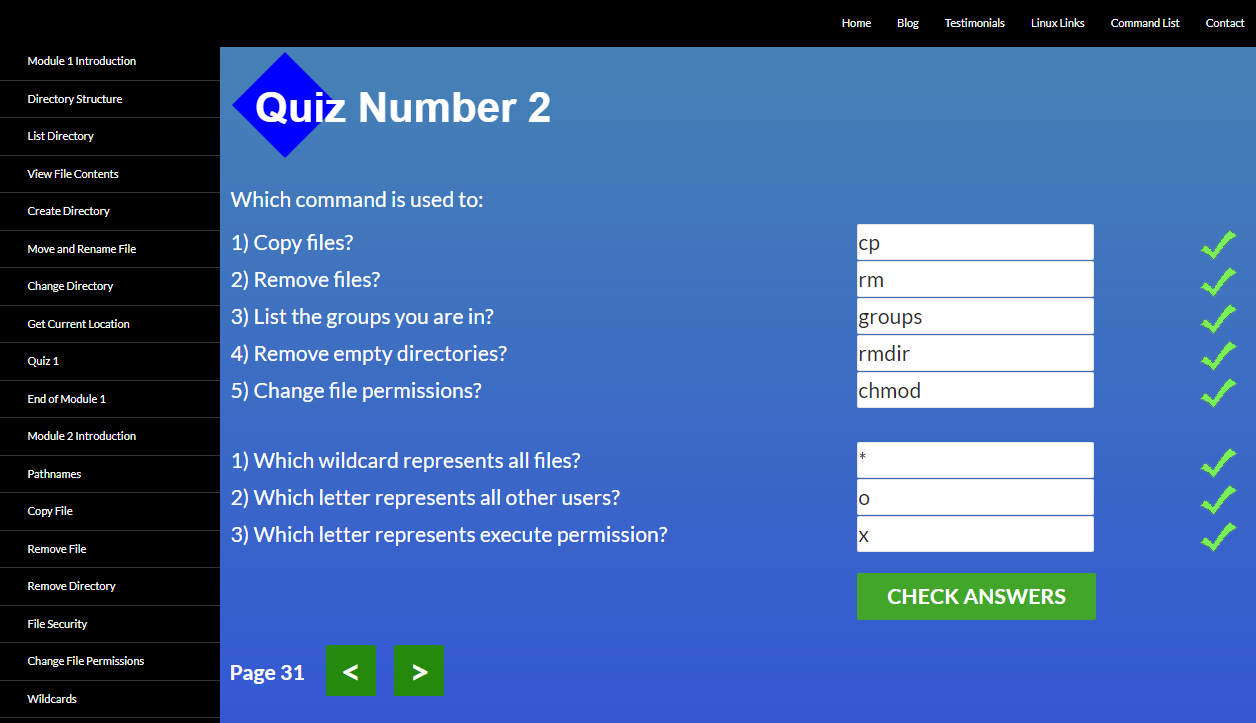 Home Blog Testimonials Linux Links Command List Contact
Module 1 Introduction
Directory Structure
List Directory
View File Contents
Create Directory
Move and Rename File
Change Directory
Get Current Location
Quiz 1
End of Module 1
Module 2 Introduction
Pathnames
Copy File
Remove File
Remove Directory
File Security
Change File Permissions
Wildcards
Quiz Number 2
Which command is used to:
1) Copy files? cp
2) Remove files? rm
3) List the groups you are in? groups
4) Remove empty directories? rmdir
5) Change file permissions? chmod
1) Which wildcard represents all files? *
2) Which letter represents all other users? o
3) Which letter represents execute permission? x
CHECK ANSWERS
Page 31 < >